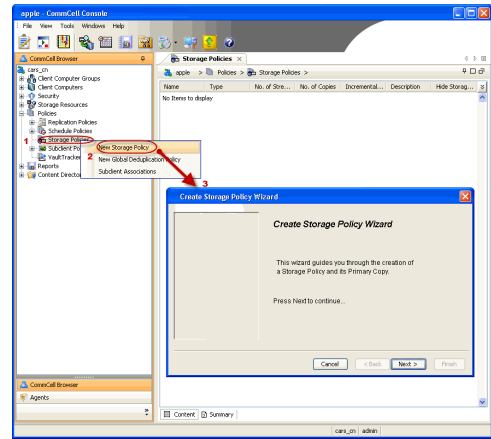 apple - CommCell Console
File View Tools Windows Help
CommCell Browser
cars_cn
Client Computer Groups
Client Computers
Security
Storage Resources
Policies
Replication Policies
Schedule Policies
1 Storage Policies
Subclient Po
VaultTracker
Reports
Content Director
Storage Policies
apple > Policies > Storage Policies >
Name Type No. of Stre... No. of Copies Incremental... Description Hide Storag...
No Items to display
New Storage Policy
2 New Global Deduplication Policy
Subclient Associations
3
Create Storage Policy Wizard
Create Storage Policy Wizard
This wizard guides you through the creation of
a Storage Policy and its Primary Copy.
Press Next to continue...
Cancel < Back Next > Finish
CommCell Browser
Agents
Content Summary
cars_cn admin